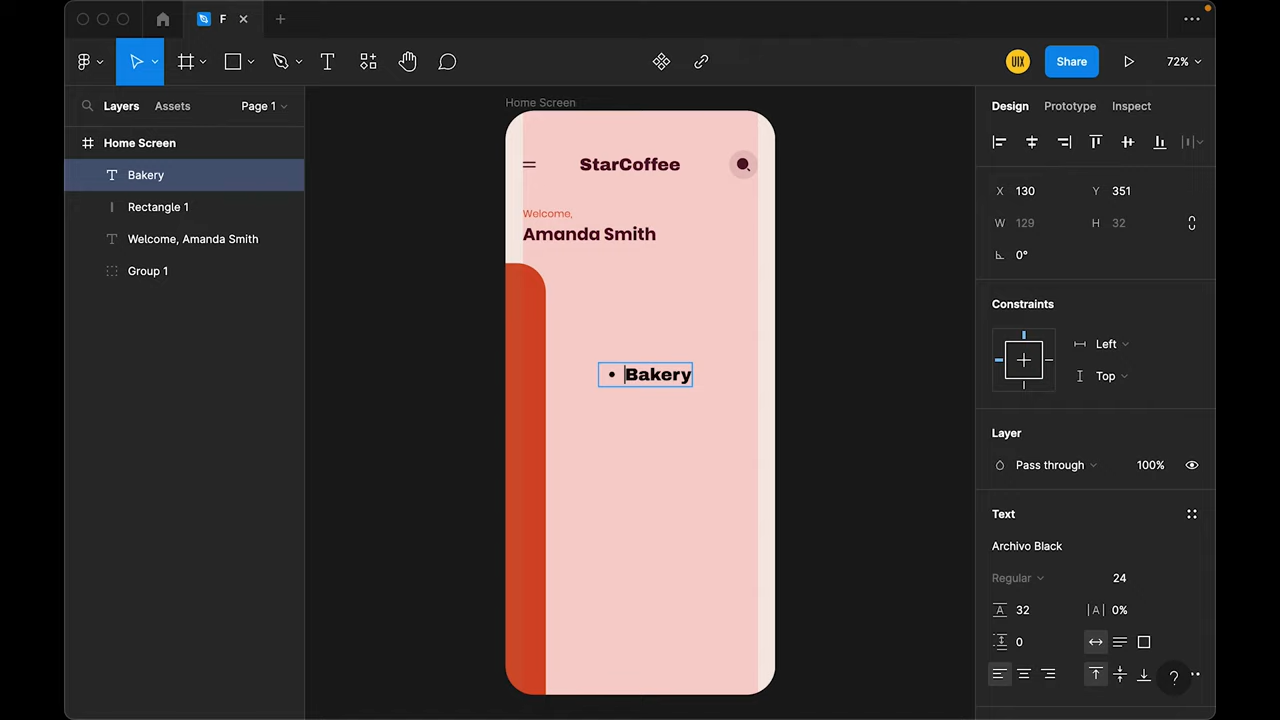 F
UIX
Share
72%
Layers
Assets
Page 1
Home Screen
Bakery
Rectangle 1
Welcome, Amanda Smith
Group 1
Home Screen
StarCoffee
Welcome,
Amanda Smith
• Bakery
Design
Prototype
Inspect
X 130
Y 351
W 129
H 32
0°
Constraints
Left
Top
Layer
Pass through
100%
Text
Archivo Black
Regular
24
A 32
|A| 0%
0
?